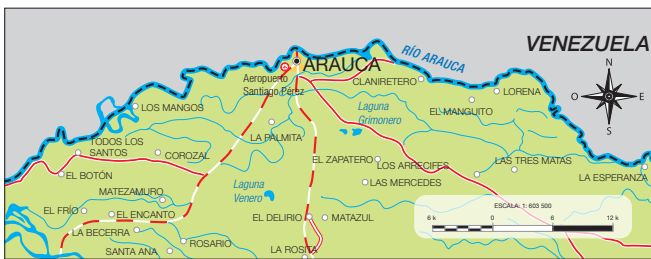 VENEZUELA
RÍO ARAUCA
ARAUCA
Aeropuerto
Santiago Pérez
CLANIRETERO
LORENA
EL MANGUITO
N
O
E
S
LOS MANGOS
Laguna
Grimonero
LA PALMITA
TODOS LOS
SANTOS
COROZAL
EL ZAPATERO
LOS ARRECIFES
LAS TRES MATAS
LA ESPERANZA
EL BOTÓN
LAS MERCEDES
MATEZAMURO
Laguna
Venero
EL FRÍO
EL ENCANTO
EL DELIRIO
MATAZUL
ESCALA: 1: 603 500
6 k
0
6
12 k
LA BECERRA
ROSARIO
SANTA ANA
LA ROSITA